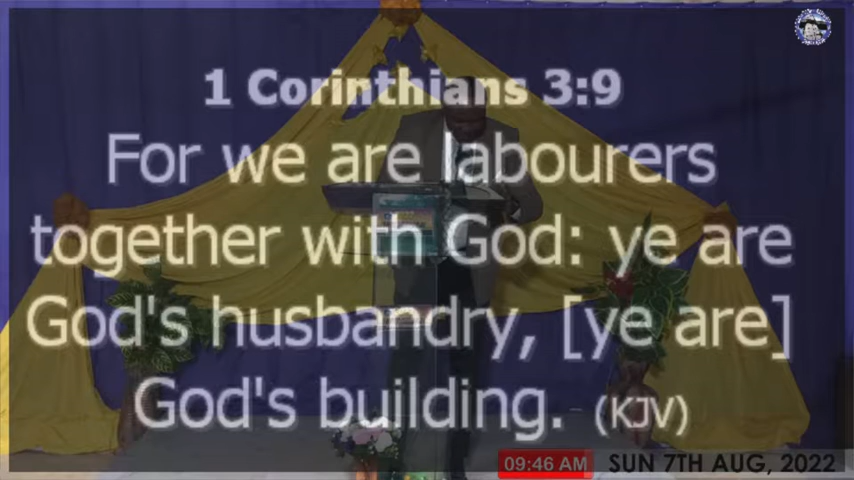 1 Corinthians 3:9
For we are labourers
together with God: ye are
God's husbandry, [ye are]
God's building. (KJV)
09:46 AM SUN 7TH AUG, 2022